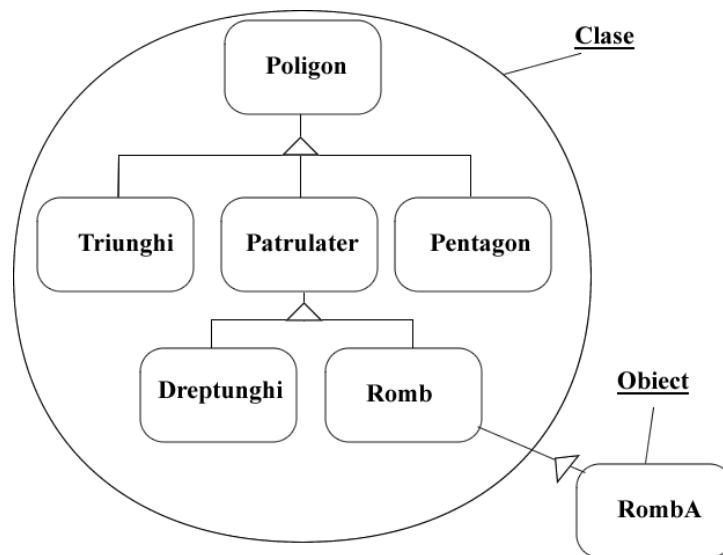 Clase
Poligon
Triunghi
Patrulater
Pentagon
Dreptunghi
Romb
Obiect
RombA